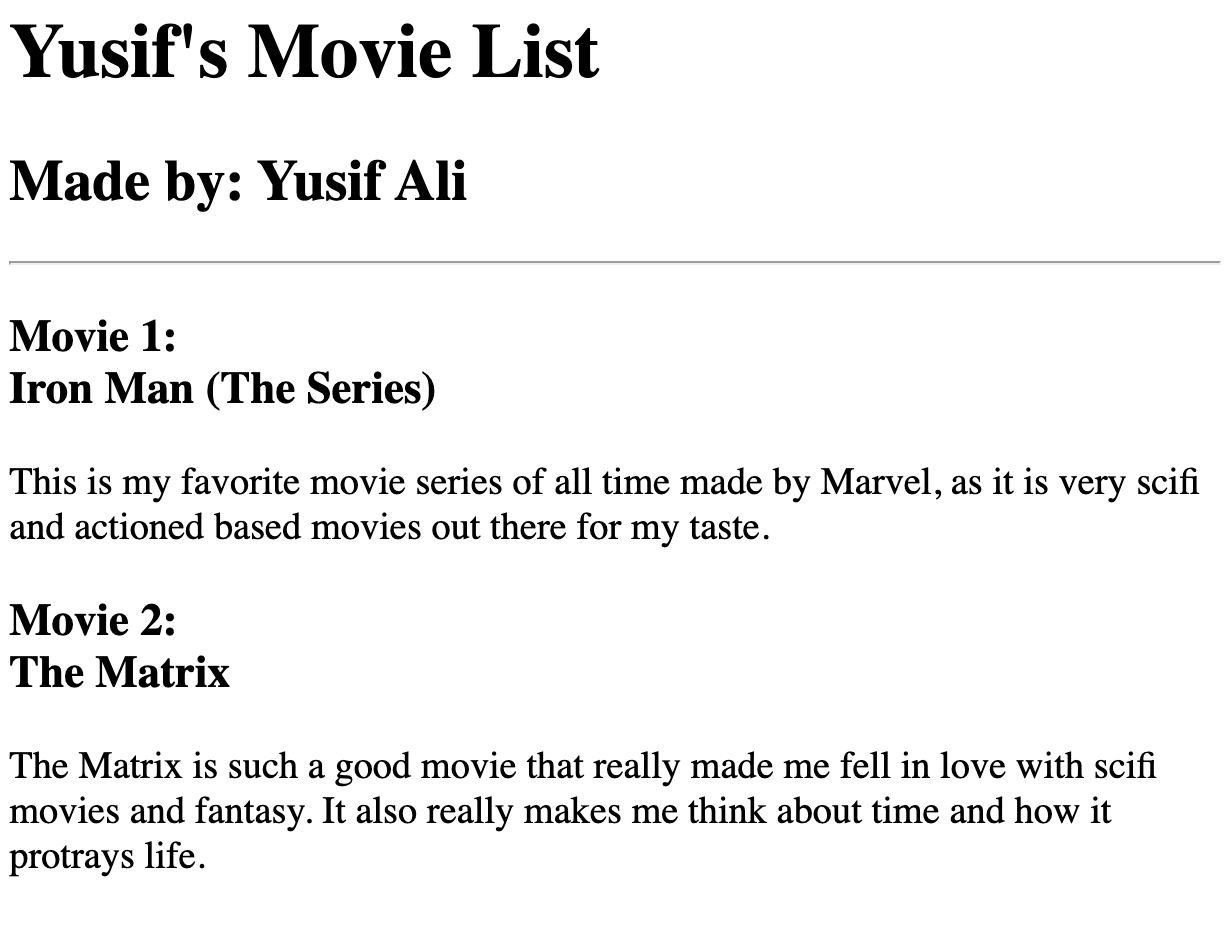 Yusif's Movie List
Made by: Yusif Ali
Movie 1:
Iron Man (The Series)
This is my favorite movie series of all time made by Marvel, as it is very scifi
and actioned based movies out there for my taste.
Movie 2:
The Matrix
The Matrix is such a good movie that really made me fell in love with scifi
movies and fantasy. It also really makes me think about time and how it
protrays life.